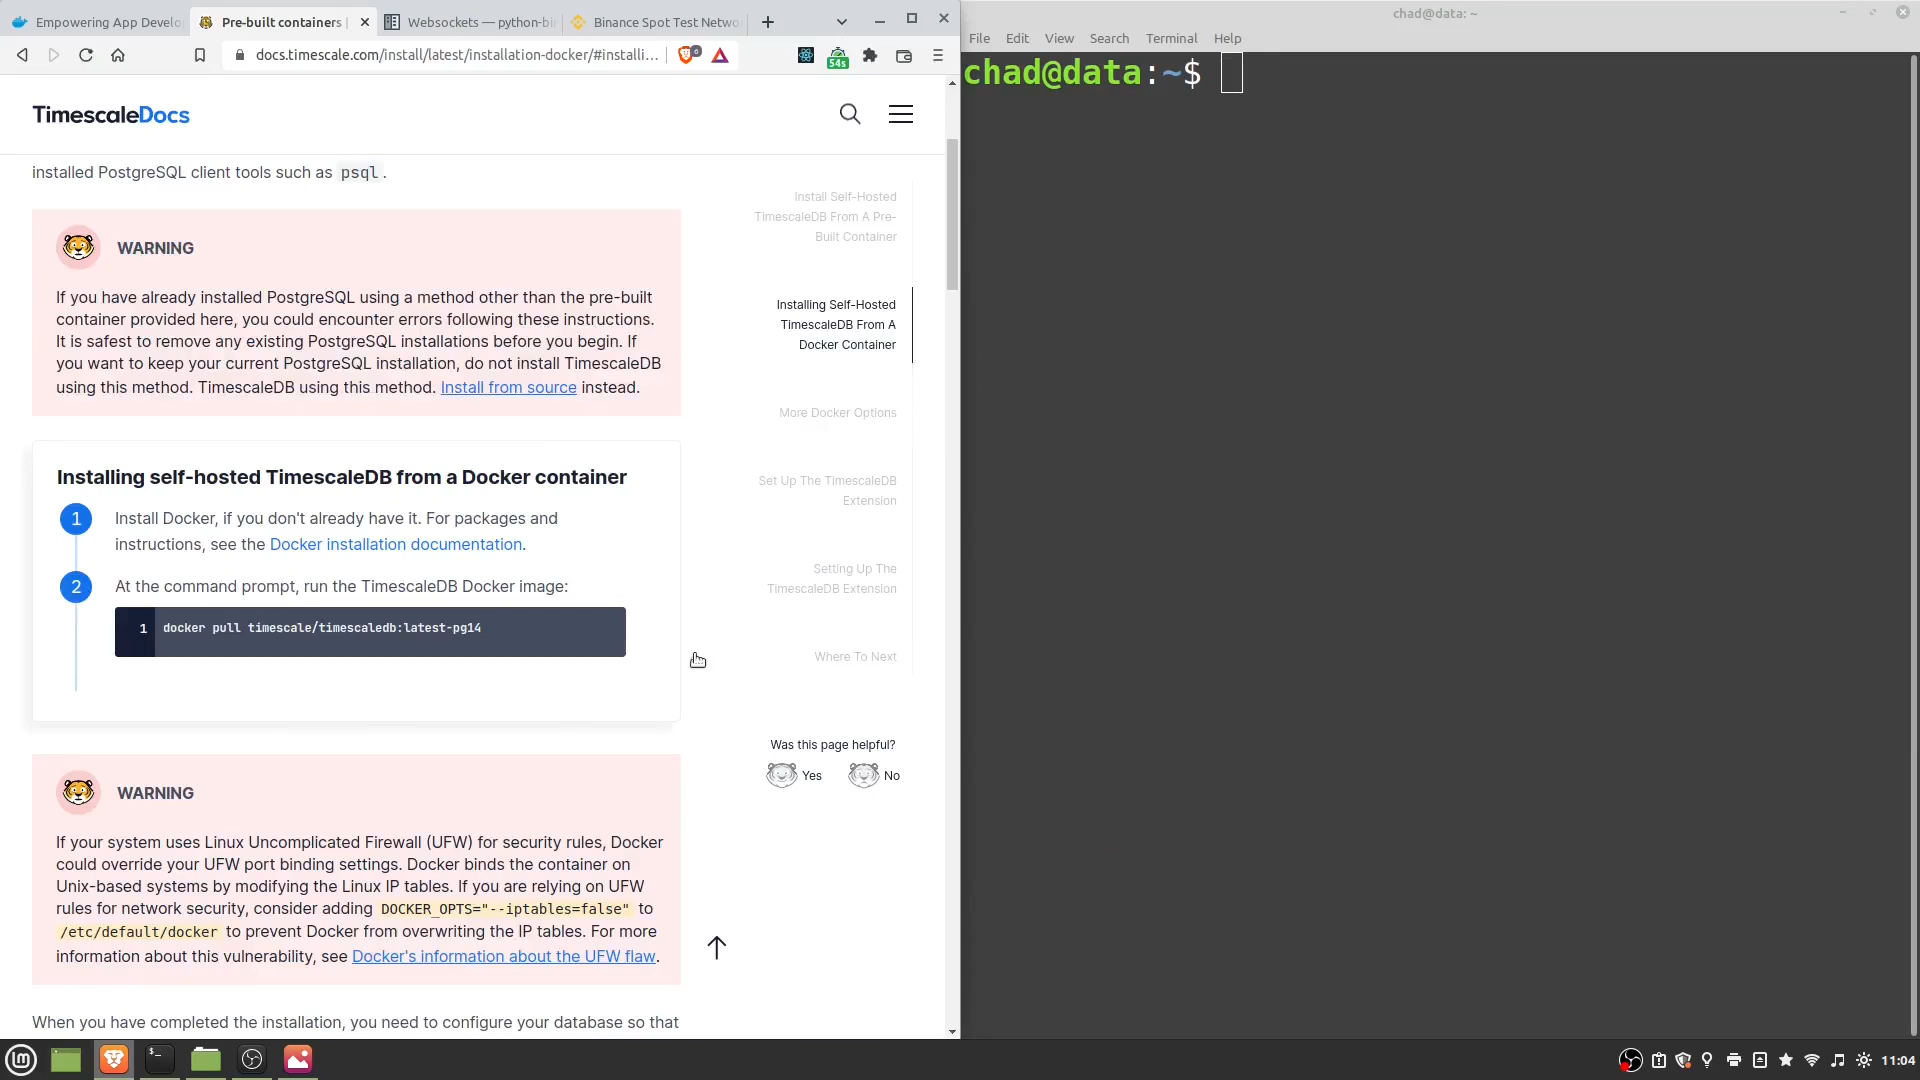 Empowering App Develo
Pre-built containers |
Websockets — python-bi
Binance Spot Test Netwo
docs.timescale.com/install/latest/installation-docker/#installi...
0
54s
TimescaleDocs
installed PostgreSQL client tools such as psql.
WARNING
If you have already installed PostgreSQL using a method other than the pre-built
container provided here, you could encounter errors following these instructions.
It is safest to remove any existing PostgreSQL installations before you begin. If
you want to keep your current PostgreSQL installation, do not install TimescaleDB
using this method. TimescaleDB using this method. Install from source instead.
Installing self-hosted TimescaleDB from a Docker container
1
Install Docker, if you don't already have it. For packages and
instructions, see the Docker installation documentation.
2
At the command prompt, run the TimescaleDB Docker image:
1 docker pull timescale/timescaledb:latest-pg14
WARNING
If your system uses Linux Uncomplicated Firewall (UFW) for security rules, Docker
could override your UFW port binding settings. Docker binds the container on
Unix-based systems by modifying the Linux IP tables. If you are relying on UFW
rules for network security, consider adding DOCKER_OPTS="--iptables=false" to
/etc/default/docker to prevent Docker from overwriting the IP tables. For more
information about this vulnerability, see Docker's information about the UFW flaw.
When you have completed the installation, you need to configure your database so that
Install Self-Hosted
TimescaleDB From A Pre-
Built Container
Installing Self-Hosted
TimescaleDB From A
Docker Container
More Docker Options
Set Up The TimescaleDB
Extension
Setting Up The
TimescaleDB Extension
Where To Next
Was this page helpful?
Yes
No
chad@data: ~
File Edit View Search Terminal Help
chad@data:~$
11:04